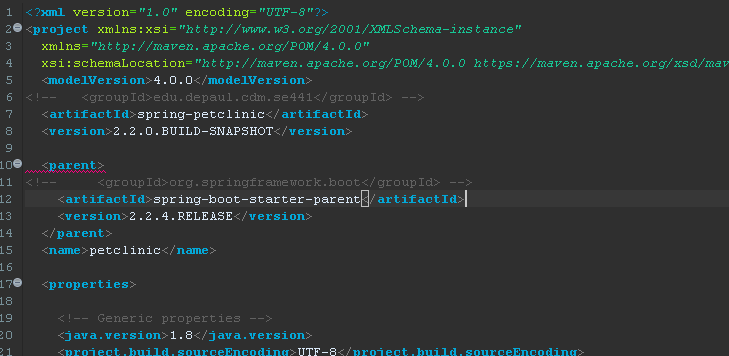 1 <?xml version="1.0" encoding="UTF-8"?>
2 <project xmlns:xsi="http://www.w3.org/2001/XMLSchema-instance"
3 xmlns="http://maven.apache.org/POM/4.0.0"
4 xsi:schemaLocation="http://maven.apache.org/POM/4.0.0 https://maven.apache.org/xsd/mav
5 <modelVersion>4.0.0</modelVersion>
6 <!-- <groupId>edu.depaul.cdm.se441</groupId> -->
7 <artifactId>spring-petclinic</artifactId>
8 <version>2.2.0.BUILD-SNAPSHOT</version>
9
10 <parent>
11 <!-- <groupId>org.springframework.boot</groupId> -->
12 <artifactId>spring-boot-starter-parent</artifactId>
13 <version>2.2.4.RELEASE</version>
14 </parent>
15 <name>petclinic</name>
16
17 <properties>
18
19 <!-- Generic properties -->
20 <java.version>1.8</java.version>
21 <project.build.sourceEncoding>UTF-8</project.build.sourceEncoding>